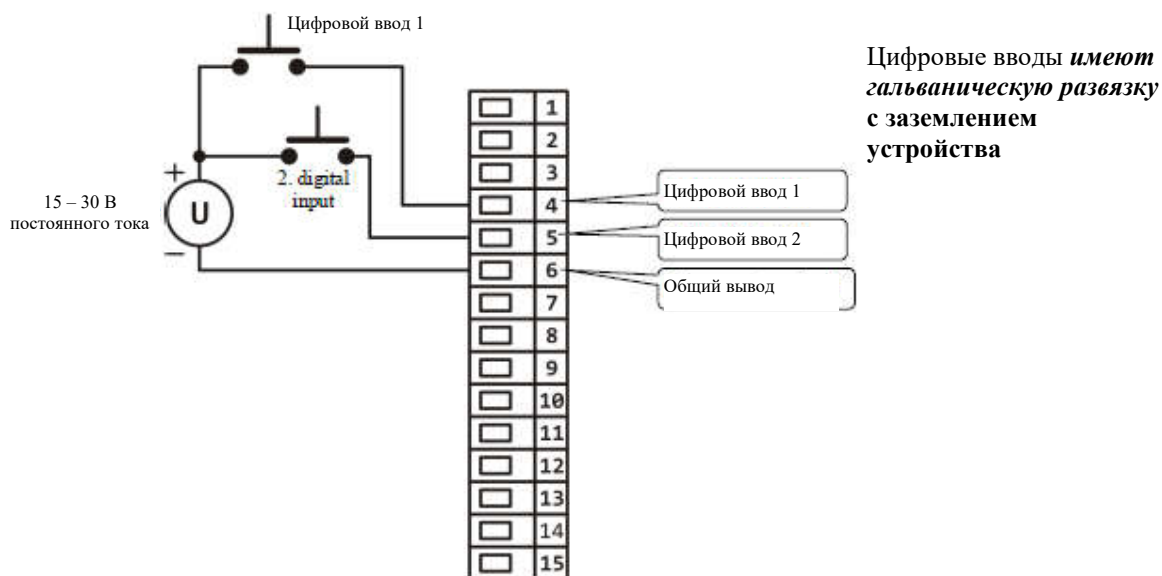 Цифровой ввод 1
Цифровые вводы имеют
гальваническую развязку
с заземлением
устройства
15 – 30 В
постоянного тока
+
U
−
2. digital
input
1
2
3
4
5
6
7
8
9
10
11
12
13
14
15
Цифровой ввод 1
Цифровой ввод 2
Общий вывод